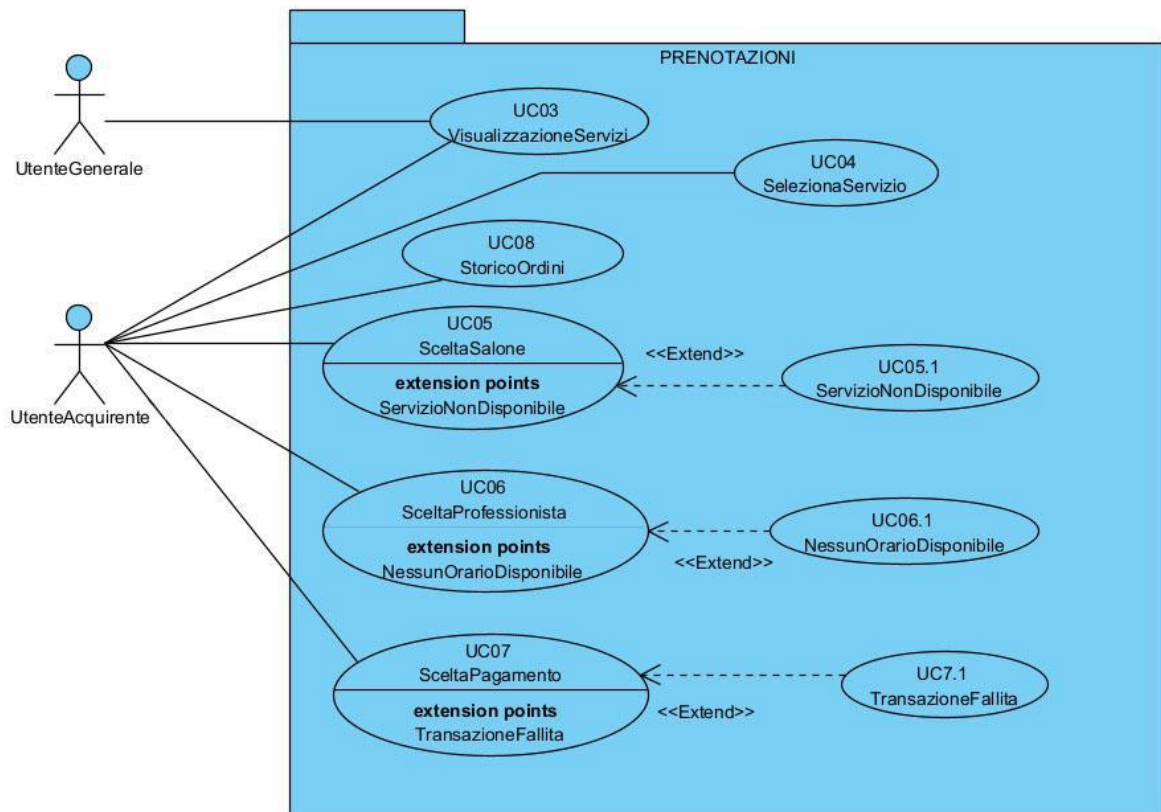 PRENOTAZIONI
UtenteGenerale
UC03
VisualizzazioneServizi
UC04
SelezionaServizio
UC08
StoricoOrdini
UtenteAcquirente
UC05
SceltaSalone
extension points
ServizioNonDisponibile
<<Extend>>
UC05.1
ServizioNonDisponibile
UC06
SceltaProfessionista
extension points
NessunOrarioDisponibile
<<Extend>>
UC06.1
NessunOrarioDisponibile
UC07
SceltaPagamento
extension points
TransazioneFallita
<<Extend>>
UC7.1
TransazioneFallita